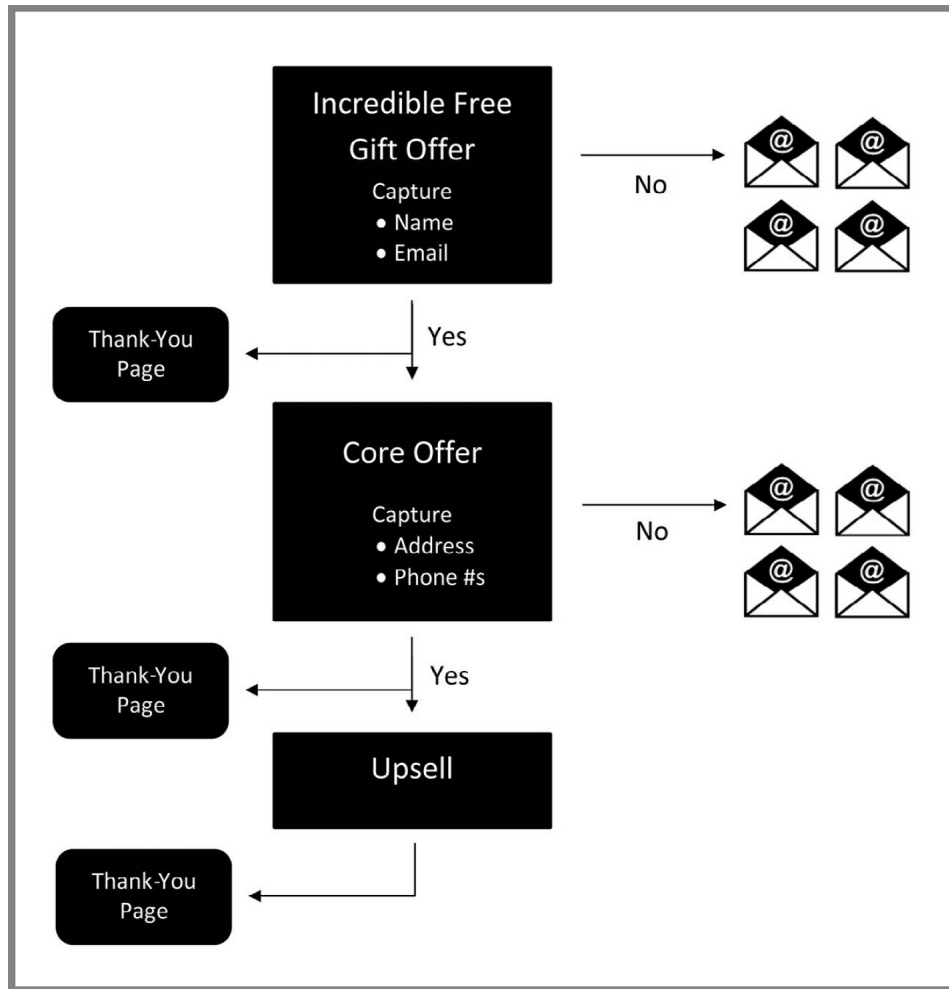 Incredible Free
Gift Offer
Capture
• Name
• Email
No
@ @
@ @
Yes
Thank-You
Page
Core Offer
Capture
• Address
• Phone #s
No
@ @
@ @
Yes
Thank-You
Page
Upsell
Thank-You
Page